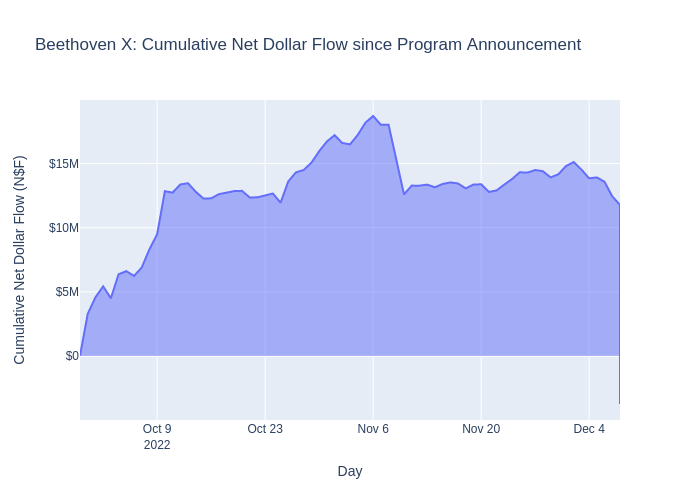 Beethoven X: Cumulative Net Dollar Flow since Program Announcement
Cumulative Net Dollar Flow (N$F)
$15M
$10M
$5M
$0
Oct 9
2022
Oct 23
Nov 6
Nov 20
Dec 4
Day